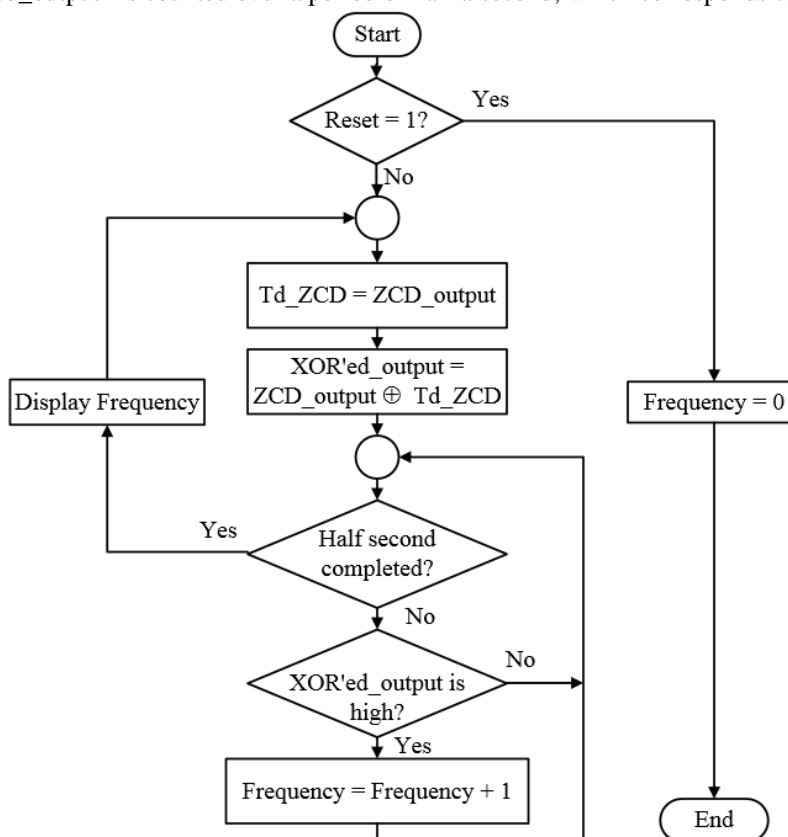 Start
Reset = 1?
Yes
No
Td_ZCD = ZCD_output
XOR'ed_output =
ZCD_output ⊕ Td_ZCD
Display Frequency
Frequency = 0
Yes
Half second
completed?
No
XOR'ed_output is
high?
No
Yes
Frequency = Frequency + 1
End